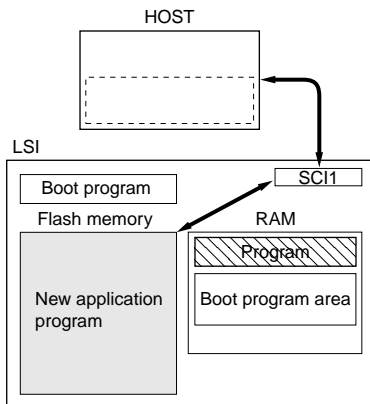 HOST
LSI
SCI1
Boot program
Flash memory
RAM
Program
Boot program area
New application
program